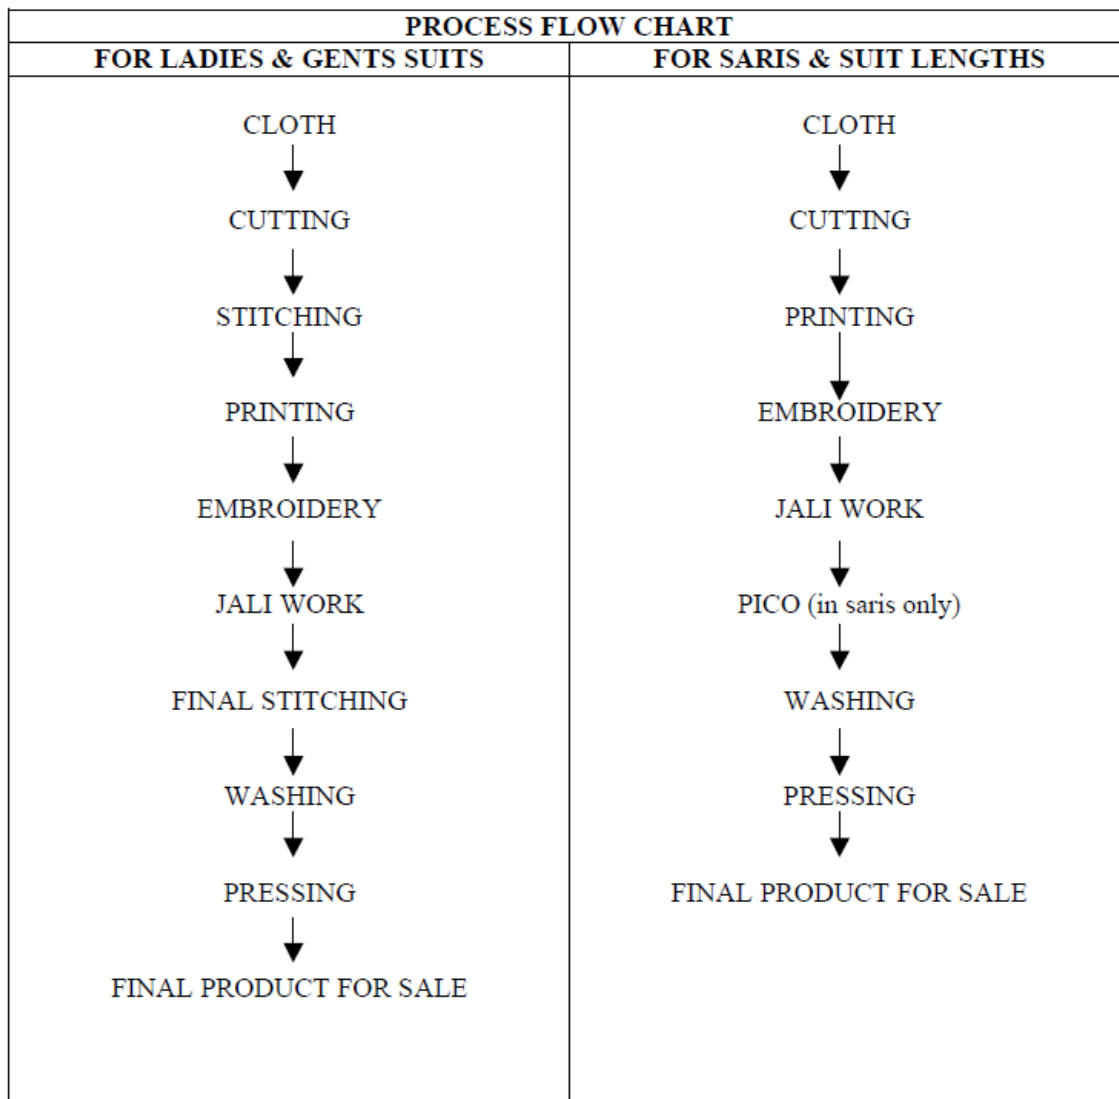 PROCESS FLOW CHART
FOR LADIES & GENTS SUITS
CLOTH
CUTTING
STITCHING
PRINTING
EMBROIDERY
JALI WORK
FINAL STITCHING
WASHING
PRESSING
FINAL PRODUCT FOR SALE
FOR SARIS & SUIT LENGTHS
CLOTH
CUTTING
PRINTING
EMBROIDERY
JALI WORK
PICO (in saris only)
WASHING
PRESSING
FINAL PRODUCT FOR SALE